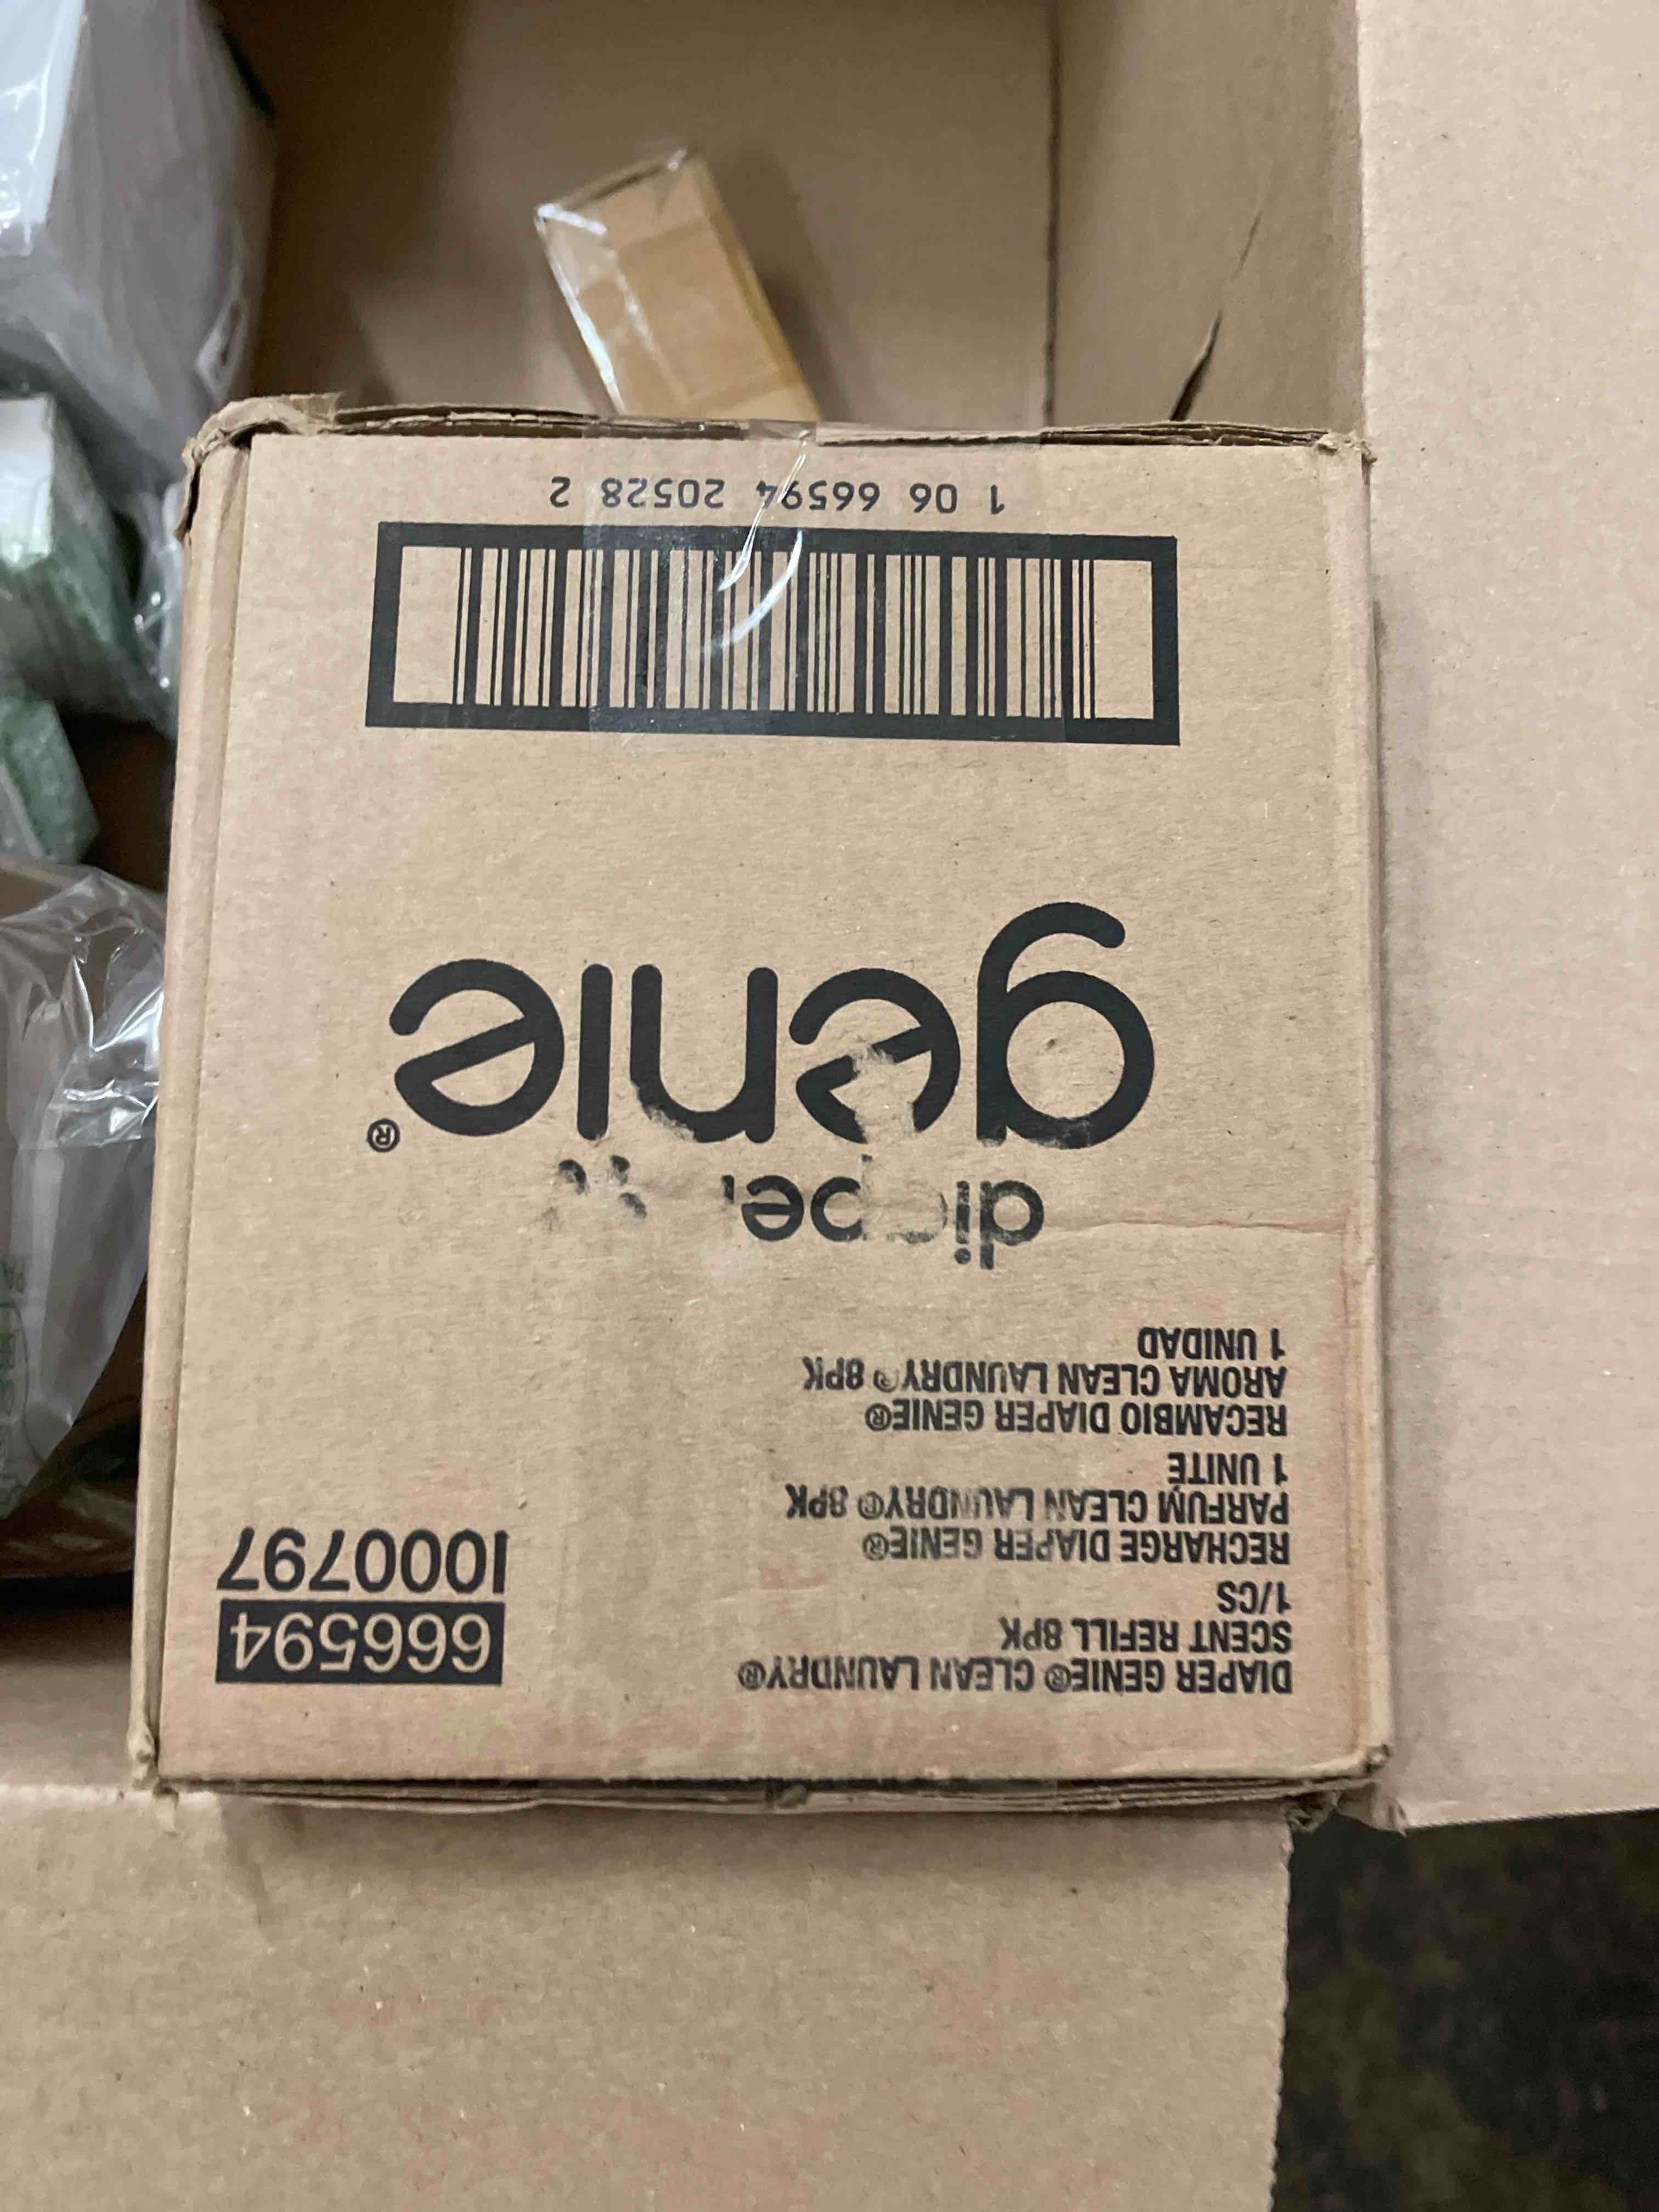 DIAPER GENIE® CLEAN LAUNDRY®
SCENT REFILL 8PK
1/CS
RECHARGE DIAPER GENIE®
PARFUM CLEAN LAUNDRY® 8PK
1 UNITÉ
RECAMBIO DIAPER GENIE®
AROMA CLEAN LAUNDRY® 8PK
1 UNIDAD
666594
1000797
diaper
genie®
1 06 66594 20528 2